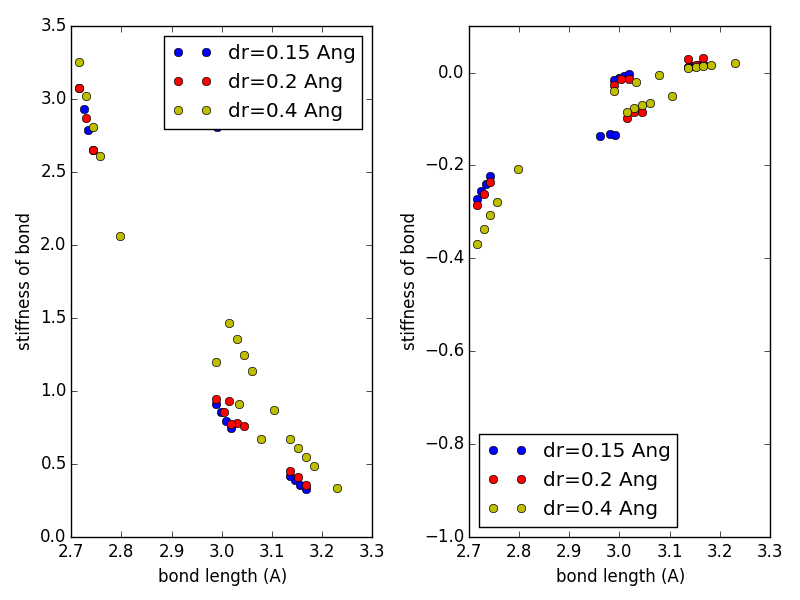 3.5
3.0
2.5
2.0
1.5
1.0
0.5
0.0
stiffness of bond
2.7 2.8 2.9 3.0 3.1 3.2 3.3
bond length (A)
dr=0.15 Ang
dr=0.2 Ang
dr=0.4 Ang
0.0
−0.2
−0.4
−0.6
−0.8
−1.0
stiffness of bond
2.7 2.8 2.9 3.0 3.1 3.2 3.3
bond length (A)
dr=0.15 Ang
dr=0.2 Ang
dr=0.4 Ang